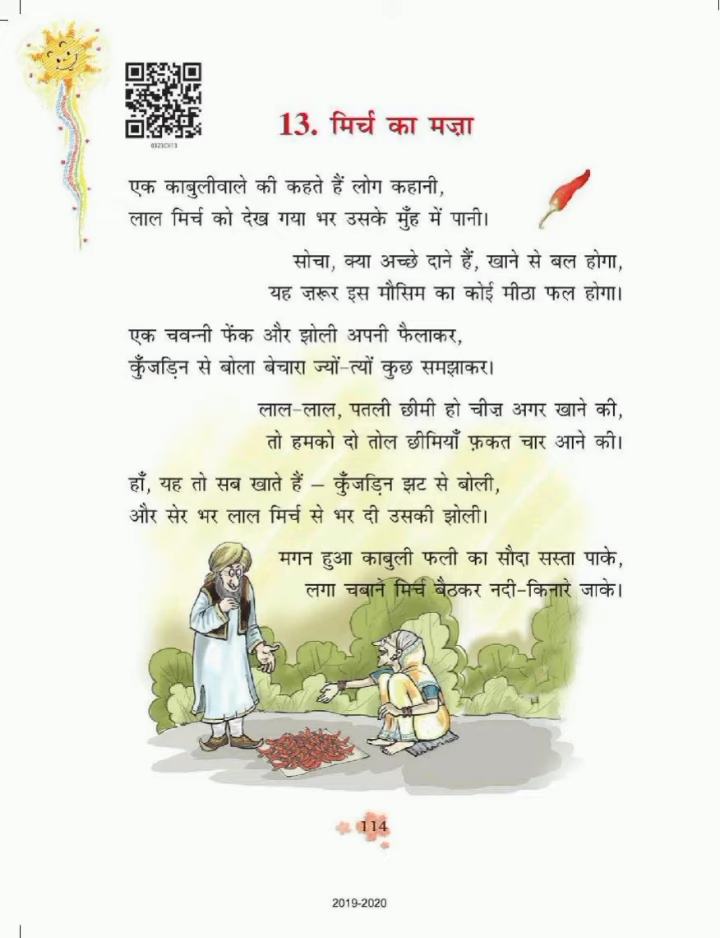 0323CH13
13. मिर्च का मज़ा
एक काबुलीवाले की कहते हैं लोग कहानी,
लाल मिर्च को देख गया भर उसके मुँह में पानी।
सोचा, क्या अच्छे दाने हैं, खाने से बल होगा,
यह ज़रूर इस मौसिम का कोई मीठा फल होगा।
एक चवन्नी फेंक और झोली अपनी फैलाकर,
कुँजड़िन से बोला बेचारा ज्यों-त्यों कुछ समझाकर।
लाल-लाल, पतली छीमी हो चीज़ अगर खाने की,
तो हमको दो तोल छीमियाँ फ़कत चार आने की।
हाँ, यह तो सब खाते हैं – कुँजड़िन झट से बोली,
और सेर भर लाल मिर्च से भर दी उसकी झोली।
मगन हुआ काबुली फली का सौदा सस्ता पाके,
लगा चबाने मिर्च बैठकर नदी-किनारे जाके।
114
2019-2020